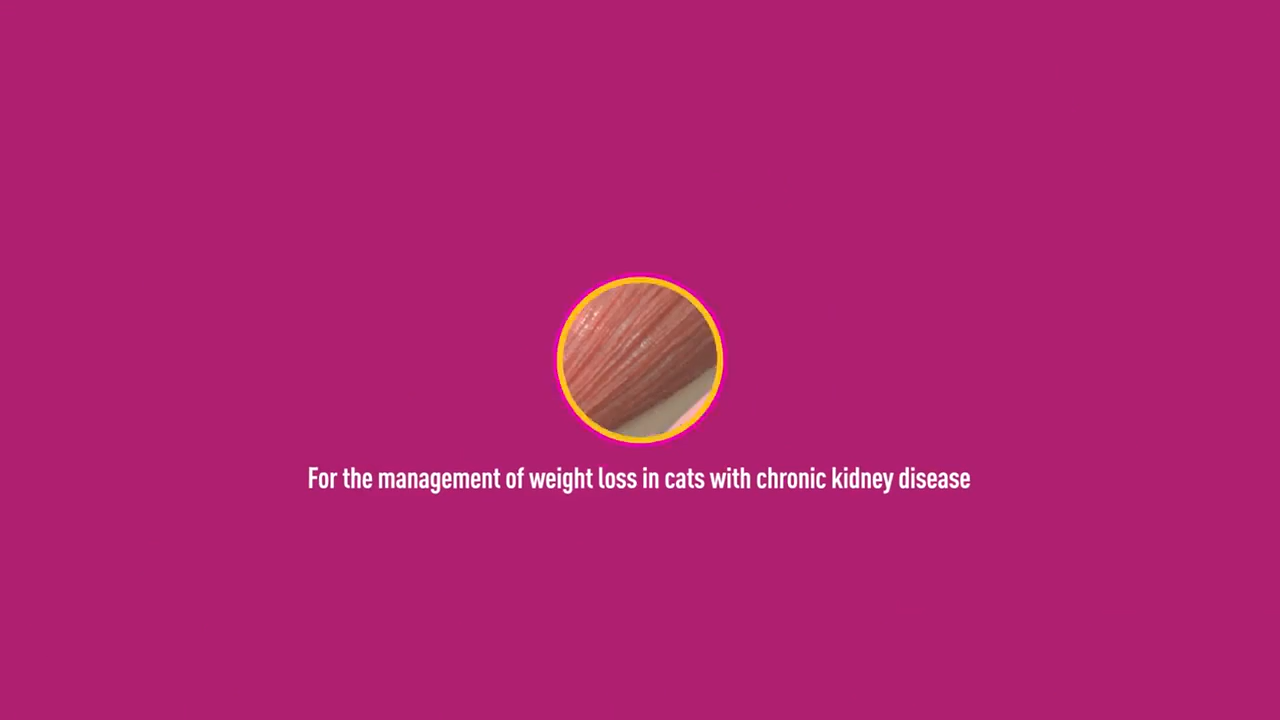 For the management of weight loss in cats with chronic kidney disease